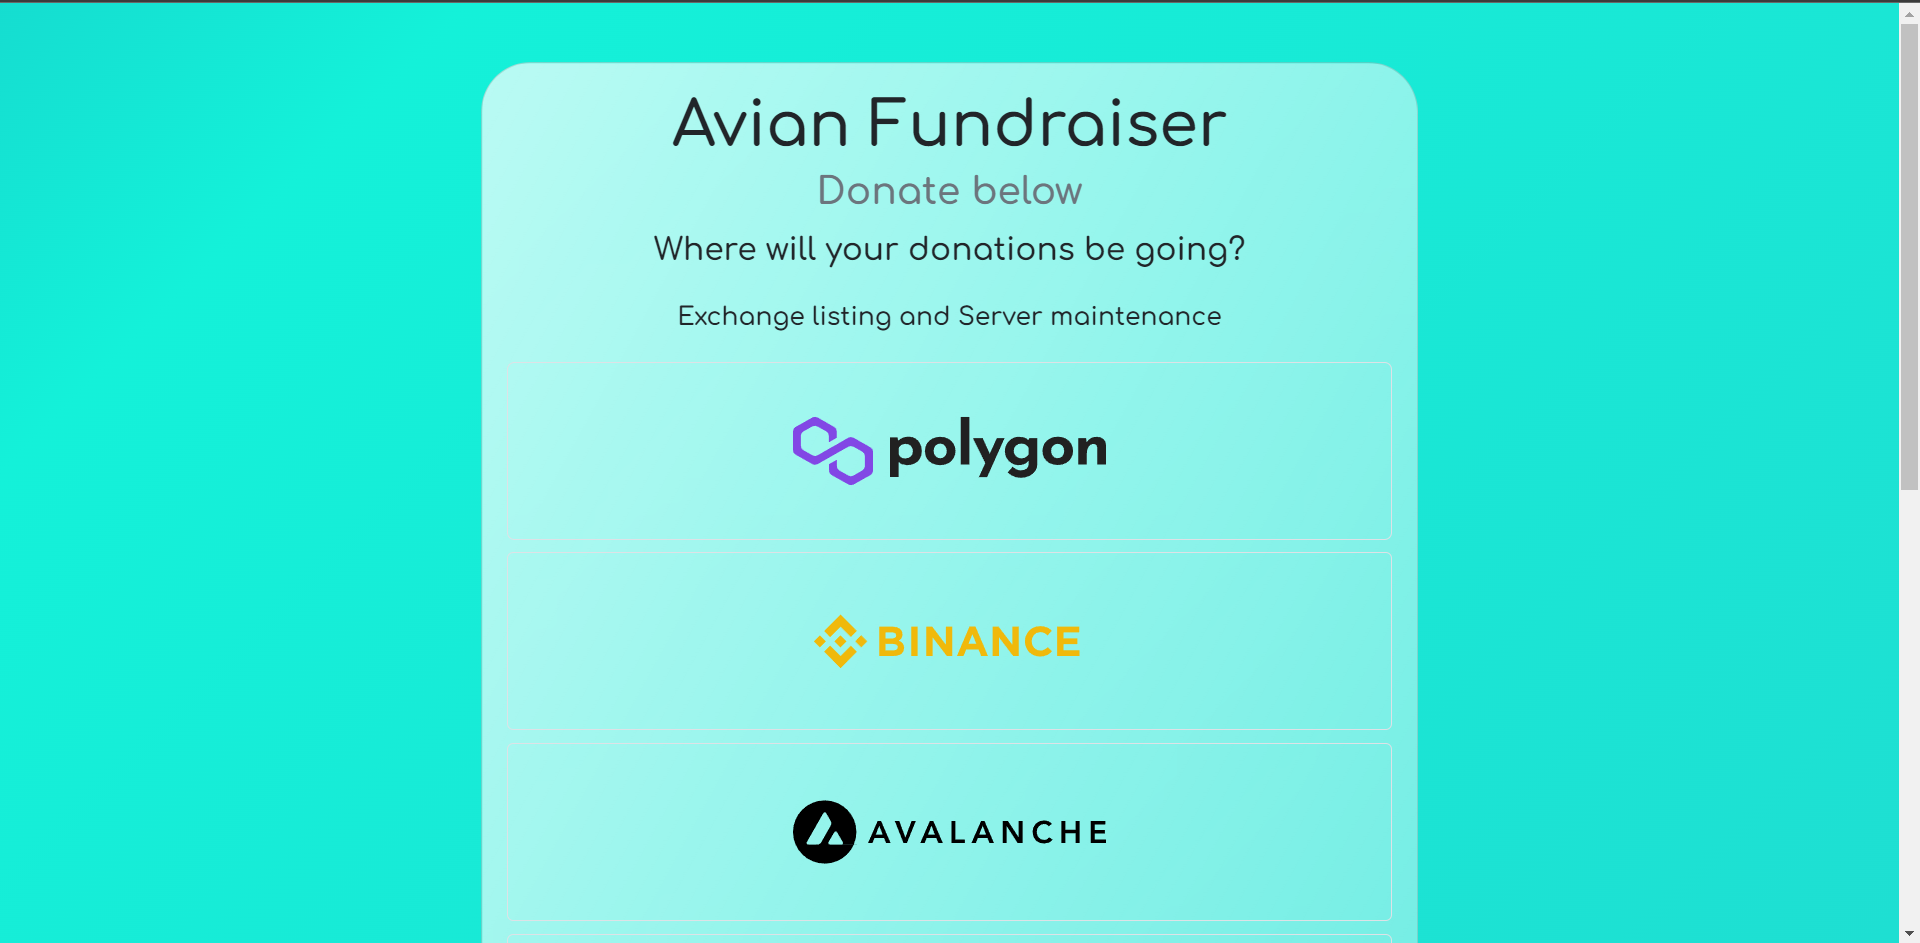 Avian Fundraiser
Donate below
Where will your donations be going?
Exchange listing and Server maintenance
polygon
BINANCE
AVALANCHE